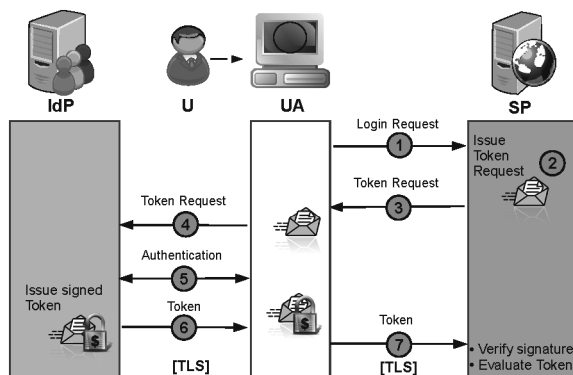 IdP
U
UA
SP
Login Request
1
Issue
Token
Request
2
Token Request
3
Token Request
4
Authentication
5
Issue signed
Token
$
Token
6
$
Token
7
[TLS]
[TLS]
• Verify signature
• Evaluate Token